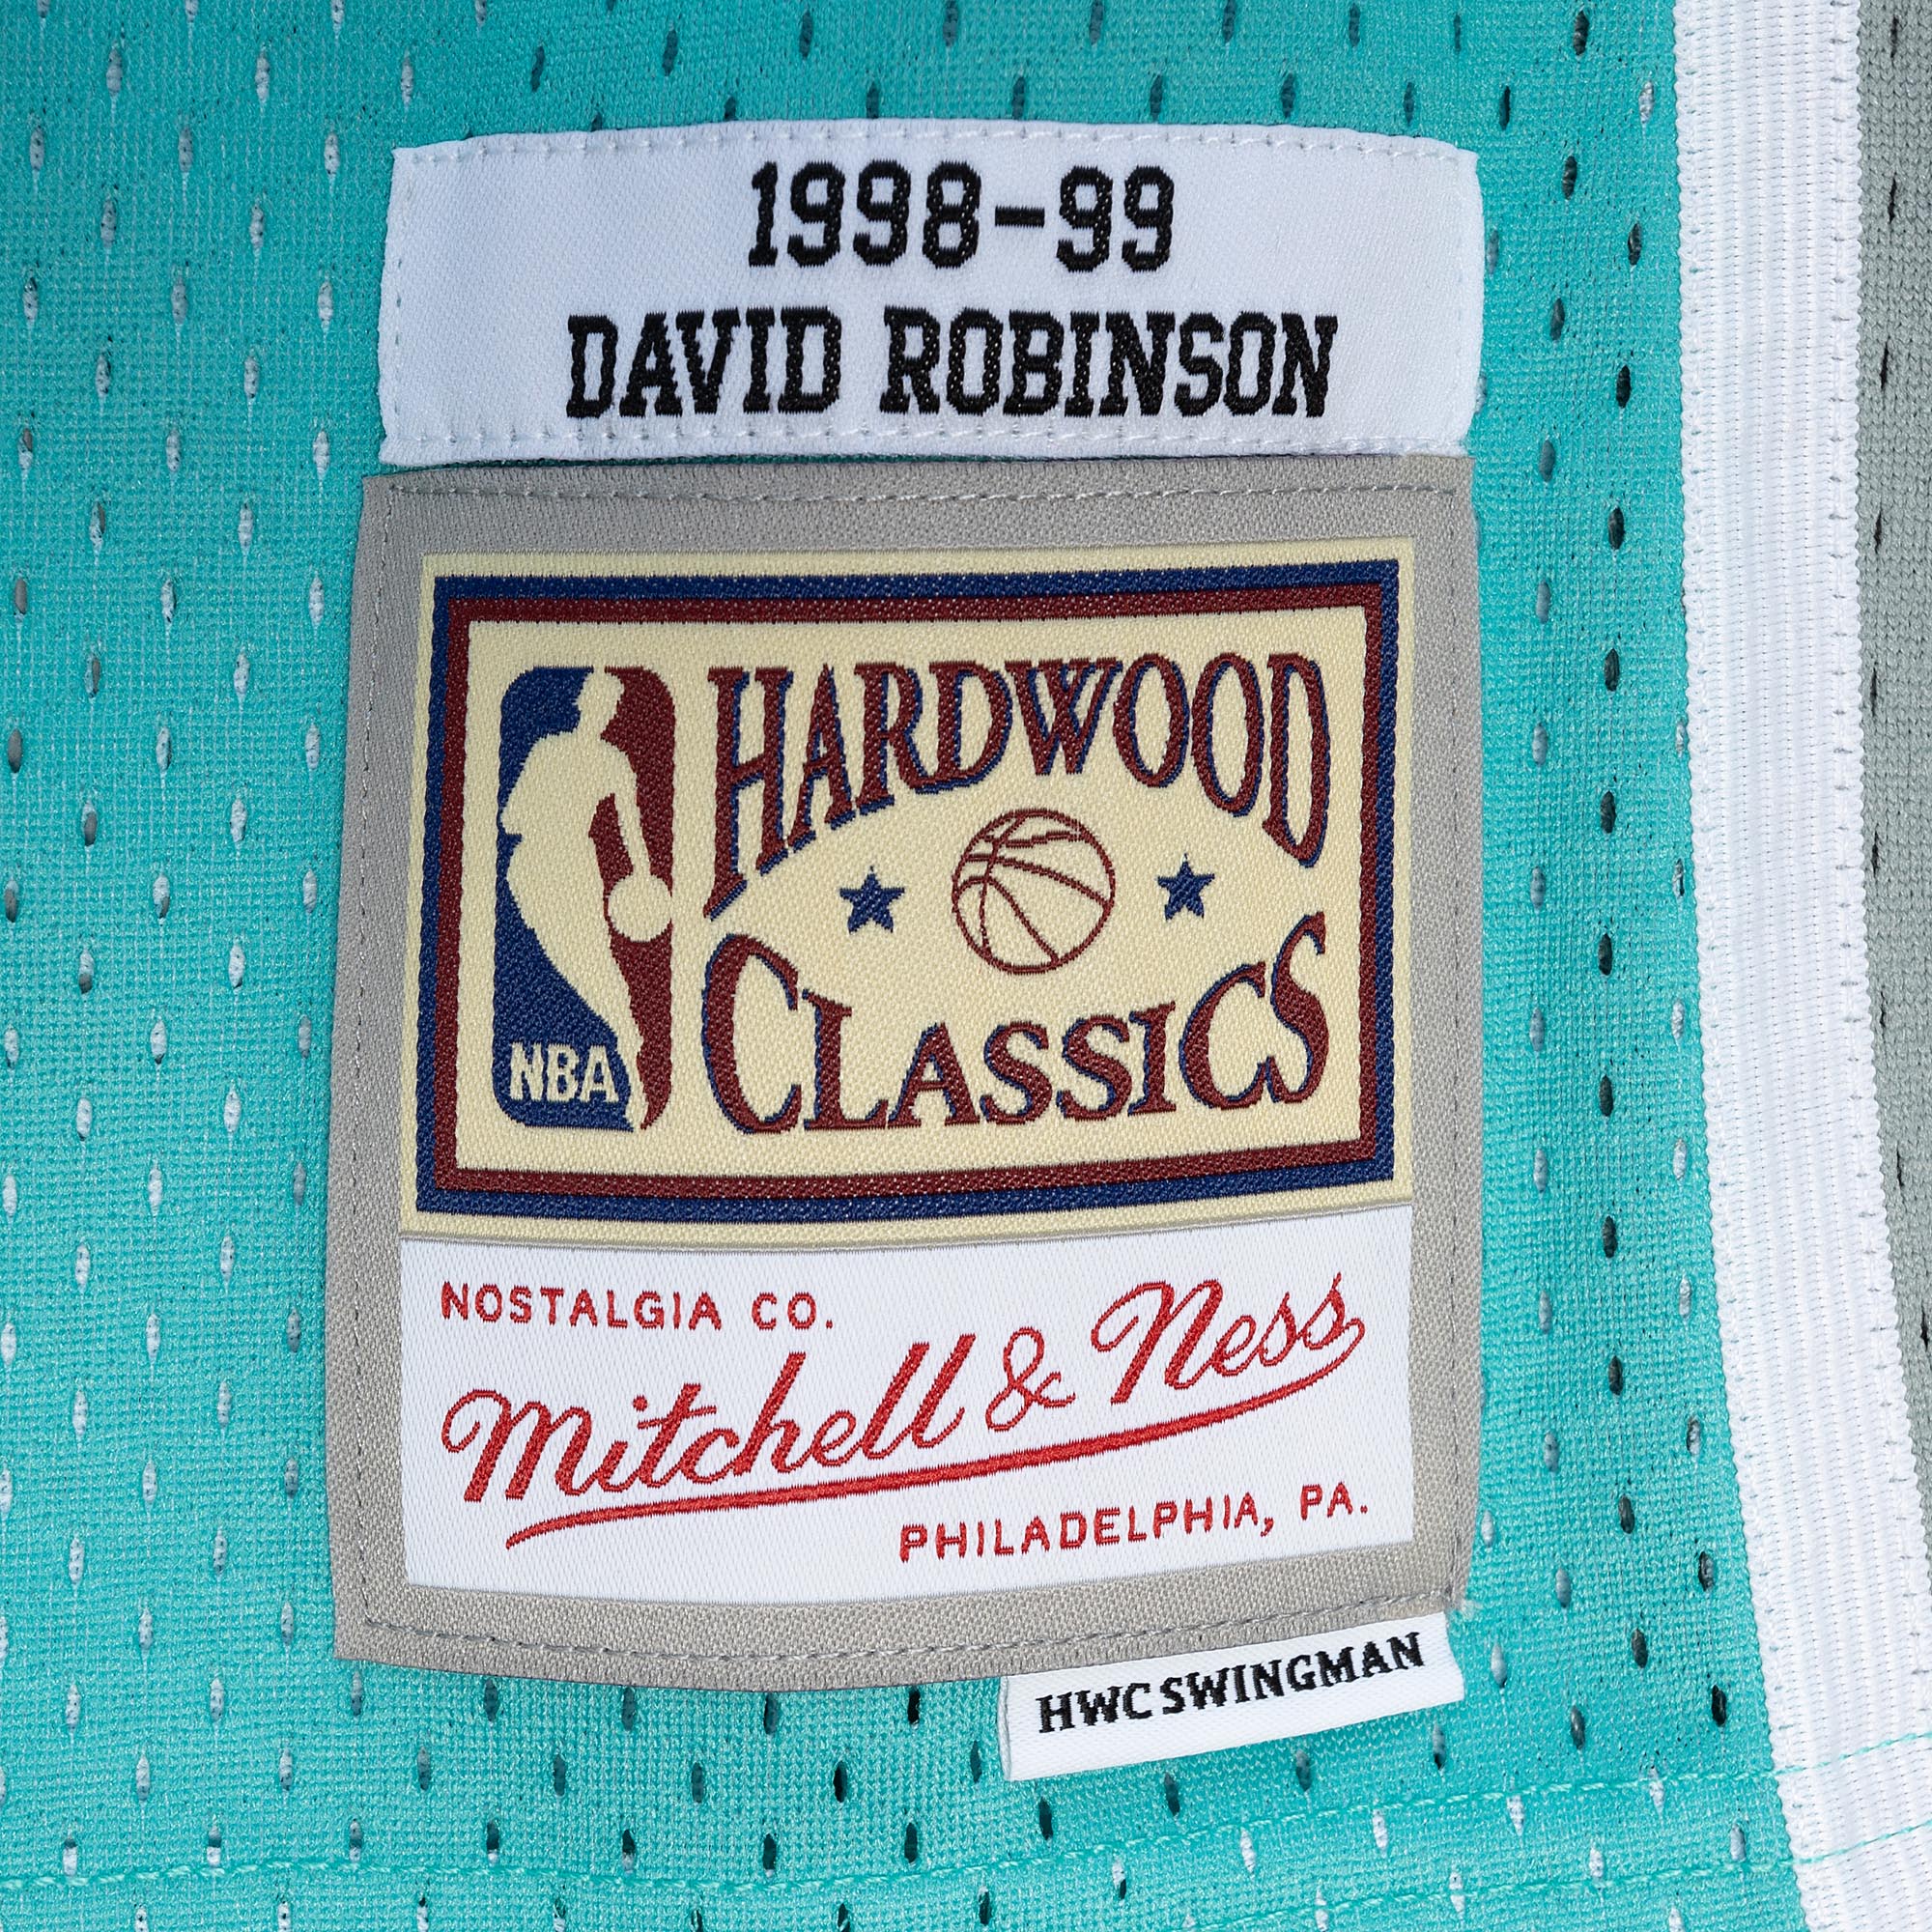 1998-99
DAVID ROBINSON
HARDWOOD
CLASSICS
NBA
NOSTALGIA CO.
Mitchell & Ness
PHILADELPHIA, PA.
HWC SWINGMAN